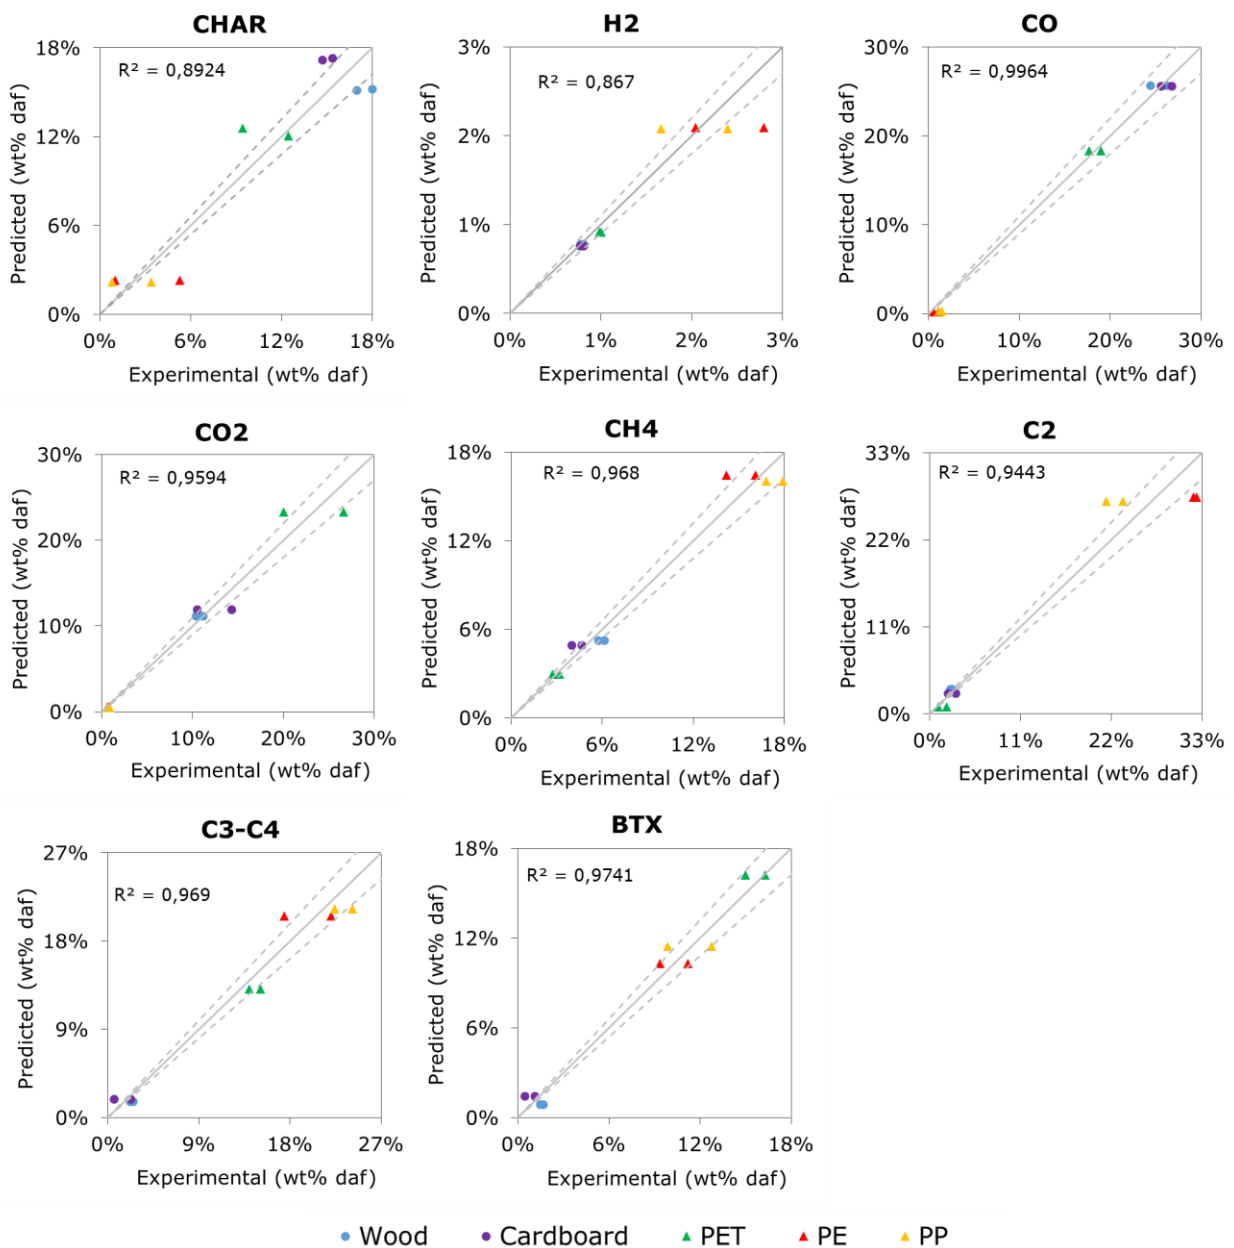 CHAR
18%
12%
6%
0%
R² = 0,8924
Predicted (wt% daf)
0% 6% 12% 18%
Experimental (wt% daf)
H2
3%
2%
1%
0%
R² = 0,867
Predicted (wt% daf)
0% 1% 2% 3%
Experimental (wt% daf)
CO
30%
20%
10%
0%
R² = 0,9964
Predicted (wt% daf)
0% 10% 20% 30%
Experimental (wt% daf)
CO2
30%
20%
10%
0%
R² = 0,9594
Predicted (wt% daf)
0% 10% 20% 30%
Experimental (wt% daf)
CH4
18%
12%
6%
0%
R² = 0,968
Predicted (wt% daf)
0% 6% 12% 18%
Experimental (wt% daf)
C2
33%
22%
11%
0%
R² = 0,9443
Predicted (wt% daf)
0% 11% 22% 33%
Experimental (wt% daf)
C3-C4
27%
18%
9%
0%
R² = 0,969
Predicted (wt% daf)
0% 9% 18% 27%
Experimental (wt% daf)
BTX
18%
12%
6%
0%
R² = 0,9741
Predicted (wt% daf)
0% 6% 12% 18%
Experimental (wt% daf)
Wood Cardboard PET PE PP